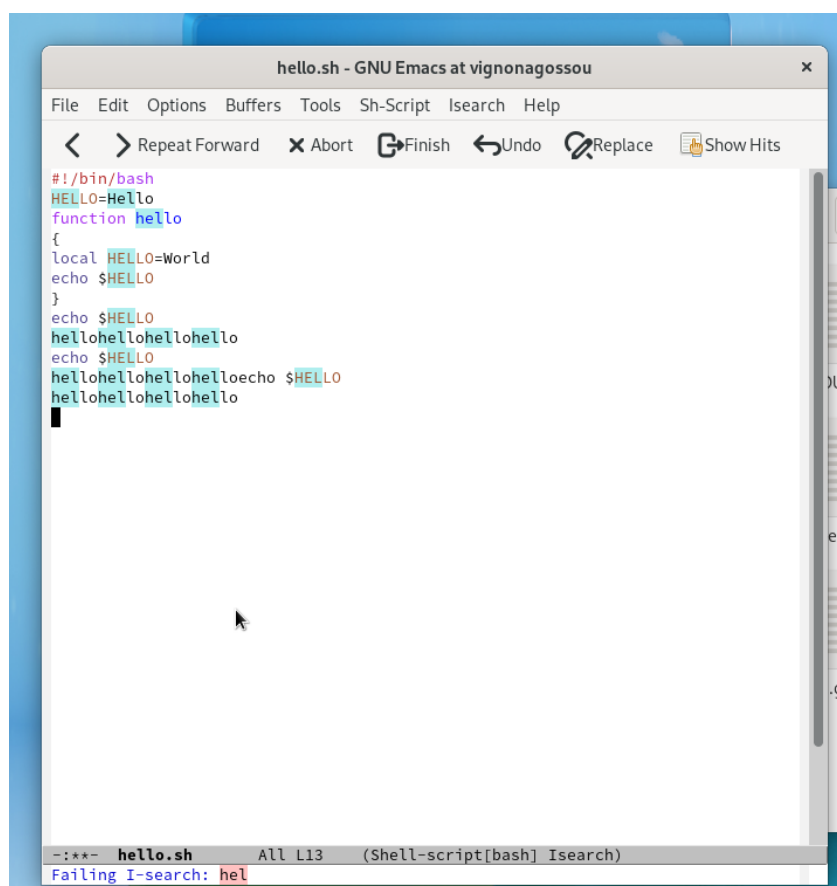 hello.sh - GNU Emacs at vignonagossou ×
File Edit Options Buffers Tools Sh-Script Isearch Help
Repeat Forward Abort Finish Undo Replace Show Hits
#!/bin/bash
HELLO=Hello
function hello
{
local HELLO=World
echo $HELLO
}
echo $HELLO
hellohellohellohello
echo $HELLO
hellohellohellohelloecho $HELLO
hellohellohellohello
-:**- hello.sh All L13 (Shell-script[bash] Isearch)
Failing I-search: hel